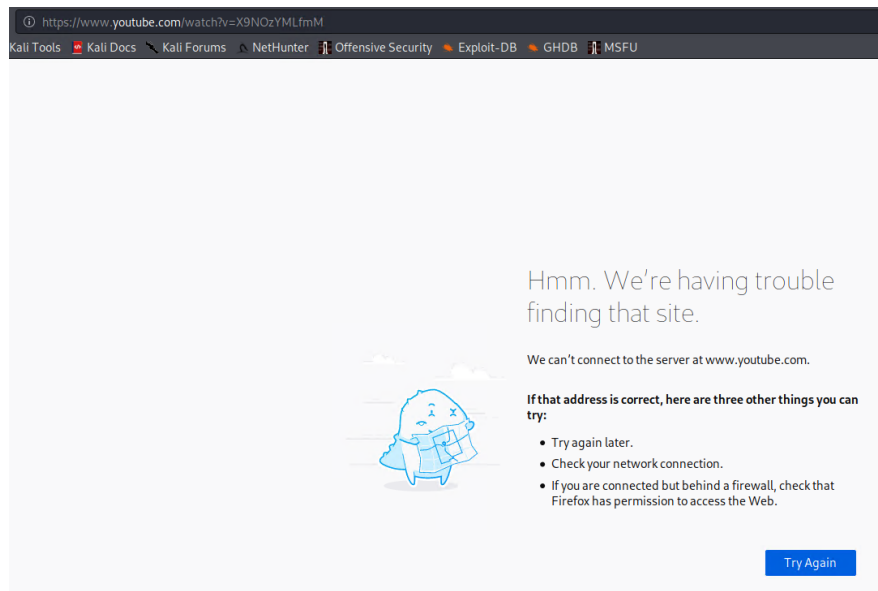 https://www.youtube.com/watch?v=X9NOzYMLfmM
Kali Tools Kali Docs Kali Forums NetHunter Offensive Security Exploit-DB GHDB MSFU
Hmm. We're having trouble
finding that site.
We can't connect to the server at www.youtube.com.
If that address is correct, here are three other things you can
try:
• Try again later.
• Check your network connection.
• If you are connected but behind a firewall, check that
Firefox has permission to access the Web.
Try Again